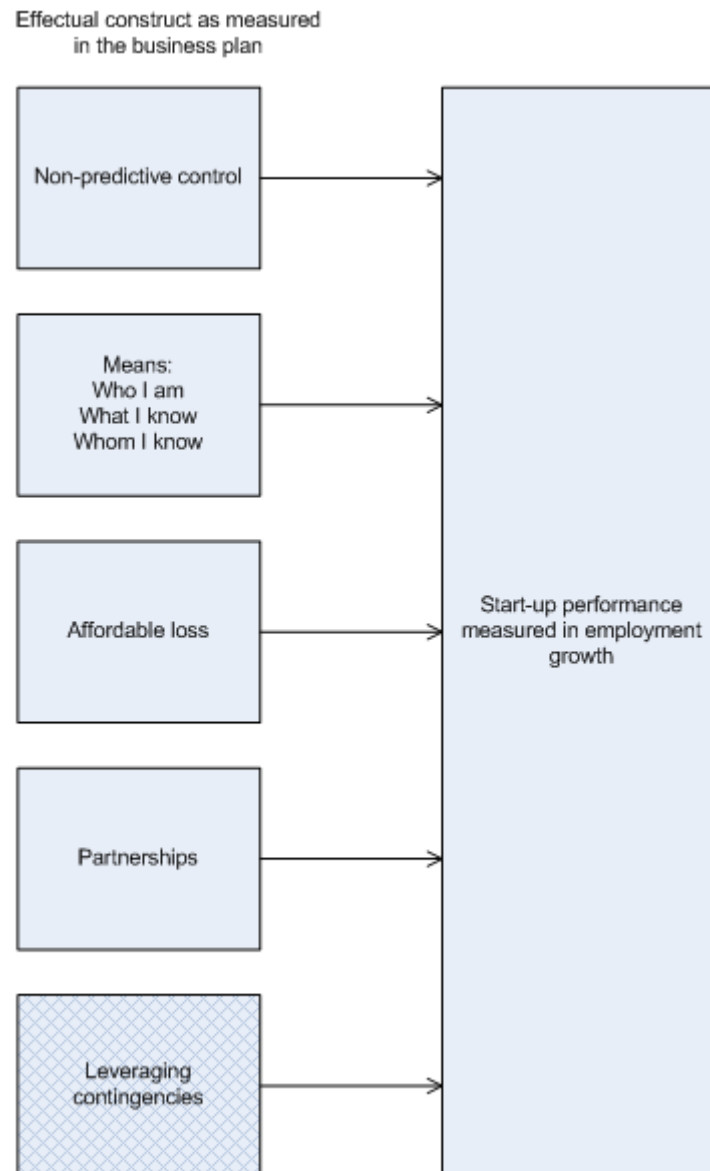 Effectual construct as measured
in the business plan
Non-predictive control
Means:
Who I am
What I know
Whom I know
Affordable loss
Start-up performance
measured in employment
growth
Partnerships
Leveraging
contingencies